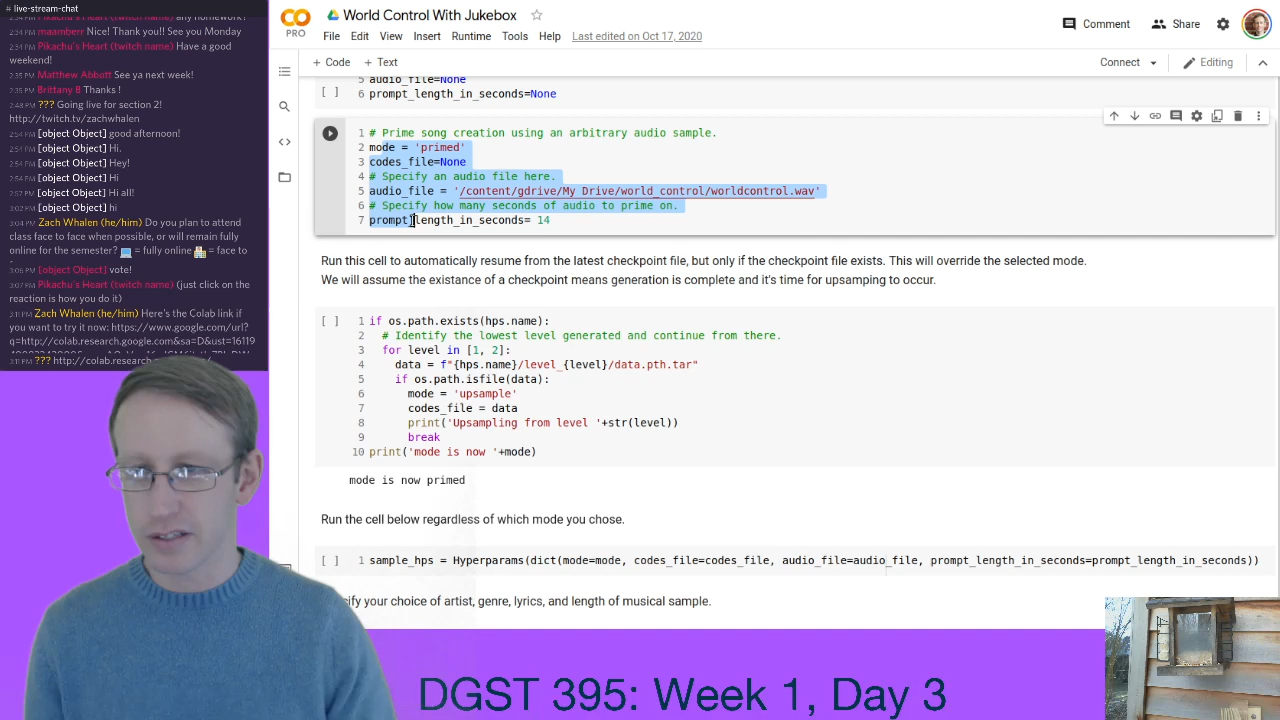 # live-stream-chat
Pikachu's Heart (twitch name) any homework?
2:34 PM maamberr Nice! Thank you!! See you Monday
2:34 PM Pikachu's Heart (twitch name) Have a good
weekend!
2:35 PM Matthew Abbott See ya next week!
2:35 PM Brittany B Thanks !
2:48 PM ??? Going live for section 2!
http://twitch.tv/zachwhalen
2:54 PM [object Object] good afternoon!
2:54 PM [object Object] Hi.
2:54 PM [object Object] Hey!
2:54 PM [object Object] Hi
2:54 PM [object Object] Hi all!
3:02 PM [object Object] hi
3:04 PM Zach Whalen (he/him) Do you plan to attend
class face to face when possible, or will remain fully
online for the semester? = fully online = face to
3:06 PM [object Object] vote!
3:07 PM Pikachu's Heart (twitch name) (just click on the
reaction is how you do it)
3:11 PM Zach Whalen (he/him) Here's the Colab link if
you want to try it now: https://www.google.com/url?
q=http://colab.research.google.com&sa=D&ust=16119
3:11 PM ??? http://colab.research
PRO
World Control With Jukebox
File Edit View Insert Runtime Tools Help Last edited on Oct 17, 2020
Comment Share
+ Code + Text
Connect Editing
5 audio_file=None
[ ] 6 prompt_length_in_seconds=None
1 # Prime song creation using an arbitrary audio sample.
2 mode = 'primed'
3 codes_file=None
4 # Specify an audio file here.
5 audio_file = '/content/gdrive/My Drive/world_control/worldcontrol.wav'
6 # Specify how many seconds of audio to prime on.
7 prompt_length_in_seconds= 14
Run this cell to automatically resume from the latest checkpoint file, but only if the checkpoint file exists. This will override the selected mode.
We will assume the existance of a checkpoint means generation is complete and it's time for upsamping to occur.
[ ] 1 if os.path.exists(hps.name):
2 # Identify the lowest level generated and continue from there.
3 for level in [1, 2]:
4 data = f"{hps.name}/level_{level}/data.pth.tar"
5 if os.path.isfile(data):
6 mode = 'upsample'
7 codes_file = data
8 print('Upsampling from level '+str(level))
9 break
10 print('mode is now '+mode)
mode is now primed
Run the cell below regardless of which mode you chose.
[ ] 1 sample_hps = Hyperparams(dict(mode=mode, codes_file=codes_file, audio_file=audio_file, prompt_length_in_seconds=prompt_length_in_seconds))
ify your choice of artist, genre, lyrics, and length of musical sample.
DGST 395: Week 1, Day 3